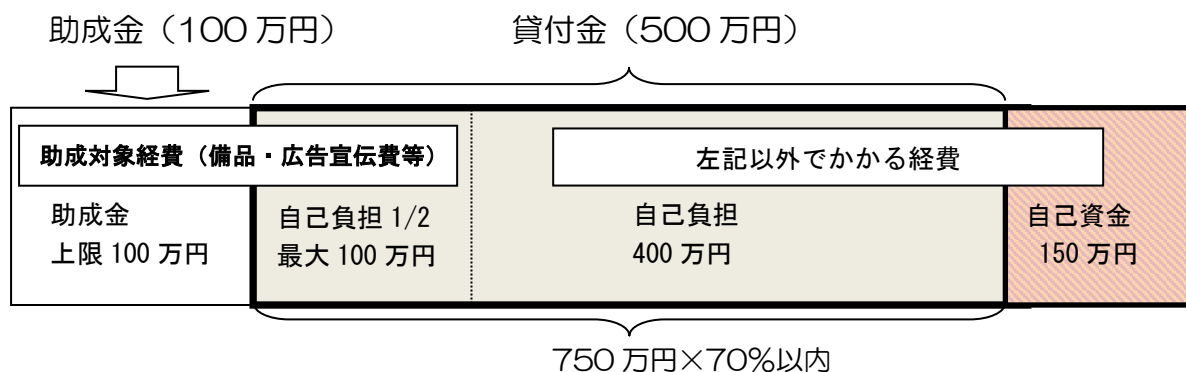 助成金（100万円）
貸付金（500万円）
助成対象経費（備品・広告宣伝費等）
左記以外でかかる経費
助成金
上限100万円
自己負担1/2
最大100万円
自己負担
400万円
自己資金
150万円
750万円×70%以内